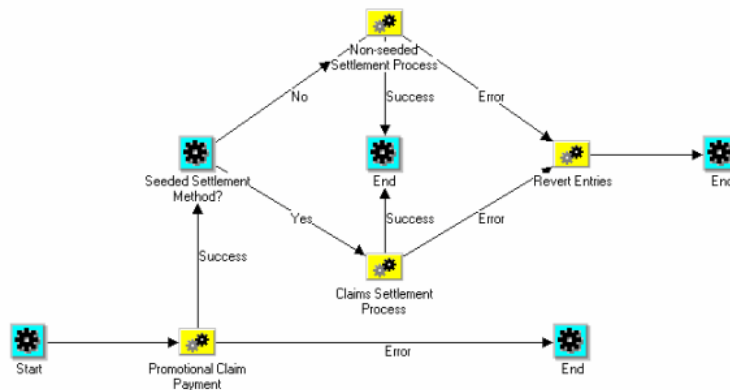 Non-seeded
Settlement Process
No
Success
Error
Seeded Settlement
Method?
End
Revert Entries
End
Yes
Success
Error
Success
Claims Settlement
Process
Start
Promotional Claim
Payment
Error
End